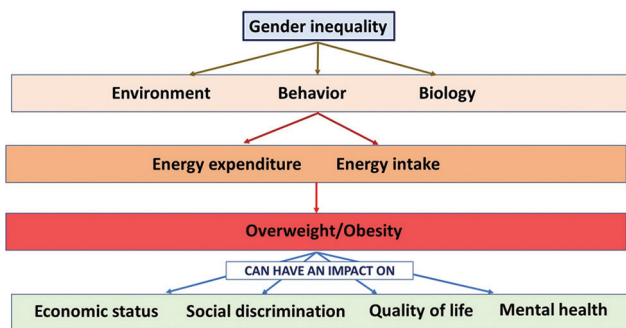 Gender inequality
Environment Behavior Biology
Energy expenditure Energy intake
Overweight/Obesity
CAN HAVE AN IMPACT ON
Economic status Social discrimination Quality of life Mental health